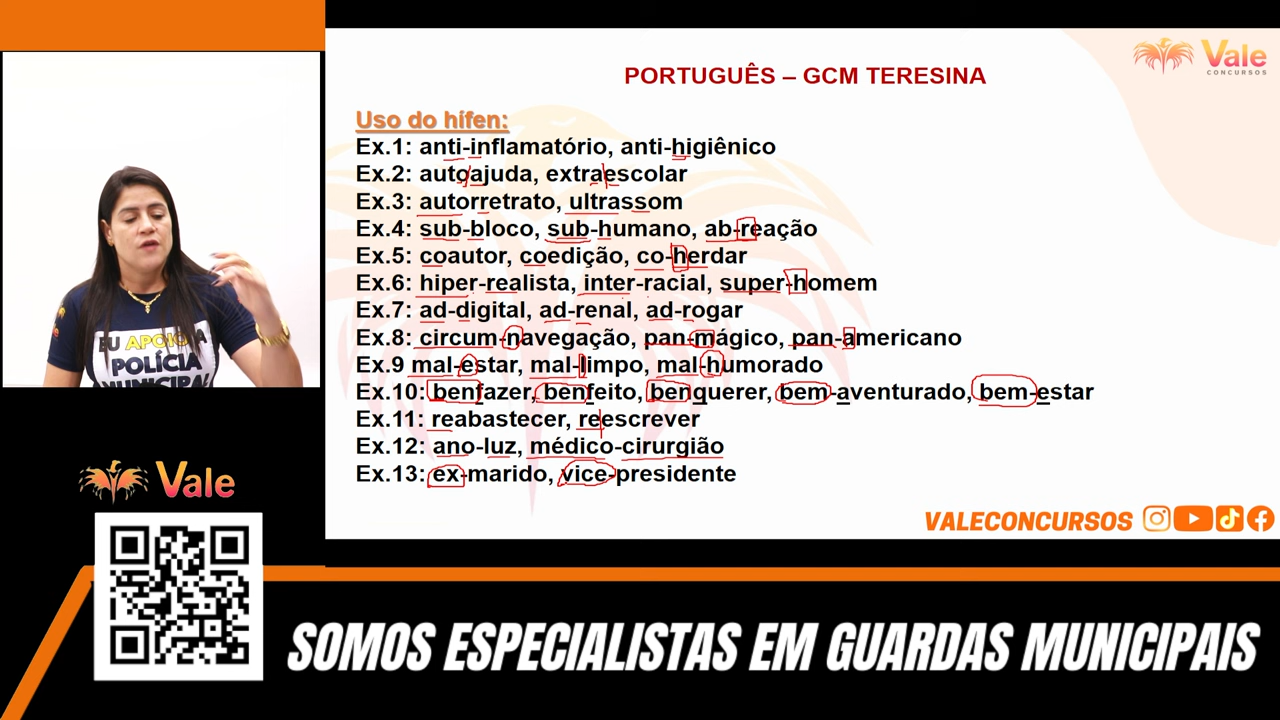 Vale
CONCURSOS
PORTUGUÊS – GCM TERESINA
Uso do hífen:
Ex.1: anti-inflamatório, anti-higiênico
Ex.2: autoajuda, extraescolar
Ex.3: autorretrato, ultrassom
Ex.4: sub-bloco, sub-humano, ab-reação
Ex.5: coautor, coedição, co-herdar
Ex.6: hiper-realista, inter-racial, super-homem
Ex.7: ad-digital, ad-renal, ad-rogar
Ex.8: circum-navegação, pan-mágico, pan-americano
Ex.9 mal-estar, mal-limpo, mal-humorado
Ex.10: benfazer, benfeito, benquerer, bem-aventurado, bem-estar
Ex.11: reabastecer, reescrever
Ex.12: ano-luz, médico-cirurgião
Ex.13: ex-marido, vice-presidente
EU APOIO A
POLÍCIA
MUNICIPAL
Vale
VALECONCURSOS
SOMOS ESPECIALISTAS EM GUARDAS MUNICIPAIS